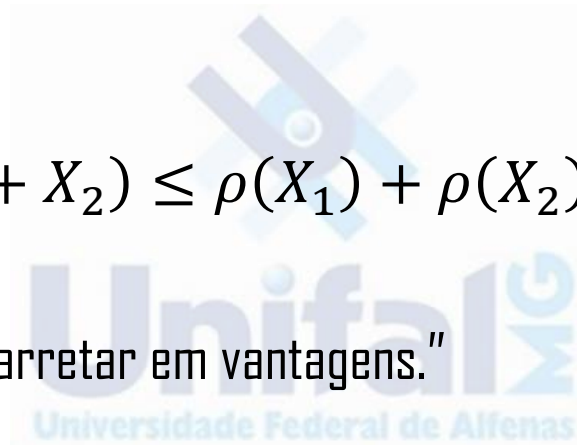 + X₂) ≤ ρ(X₁) + ρ(X₂)
arretar em vantagens."
Unifal MG
Universidade Federal de Alfenas